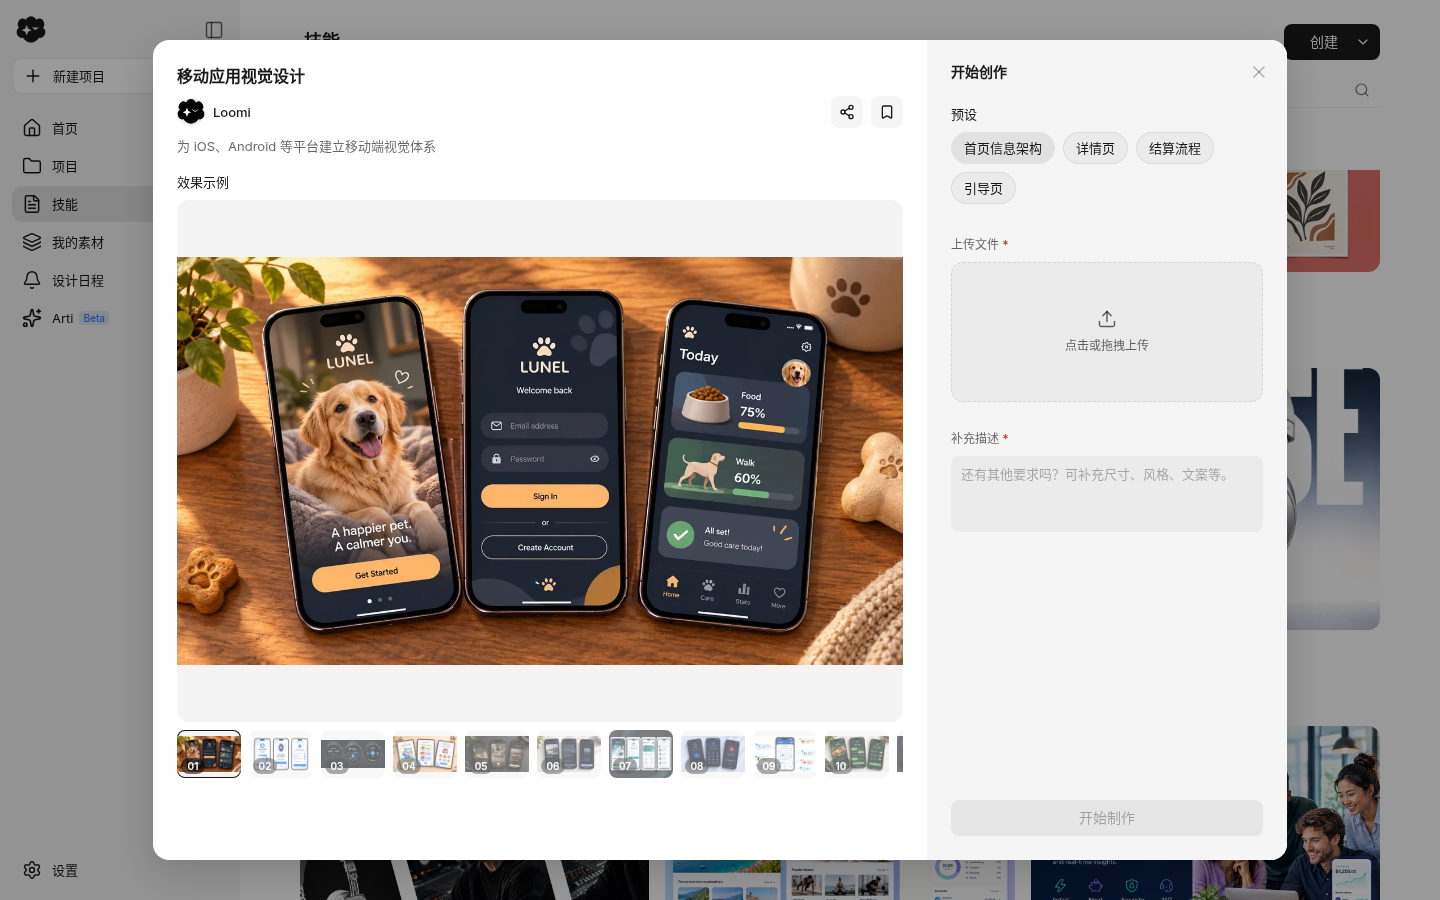 技能
创建
新建项目
首页
项目
技能
我的素材
设计日程
Arti Beta
设置
移动应用视觉设计
Loomi
为 iOS、Android 等平台建立移动端视觉体系
效果示例
LUNEL
A happier pet.
A calmer you.
Get Started
LUNEL
Welcome back
Email address
Password
Sign In
or
Create Account
Today
Food
75%
Walk
60%
All set!
Good care today!
Home
Care
Stats
More
01
02
03
04
05
06
07
08
09
10
开始创作
预设
首页信息架构
详情页
结算流程
引导页
上传文件 *
点击或拖拽上传
补充描述 *
还有其他要求吗？可补充尺寸、风格、文案等。
开始制作
and real-time insights.